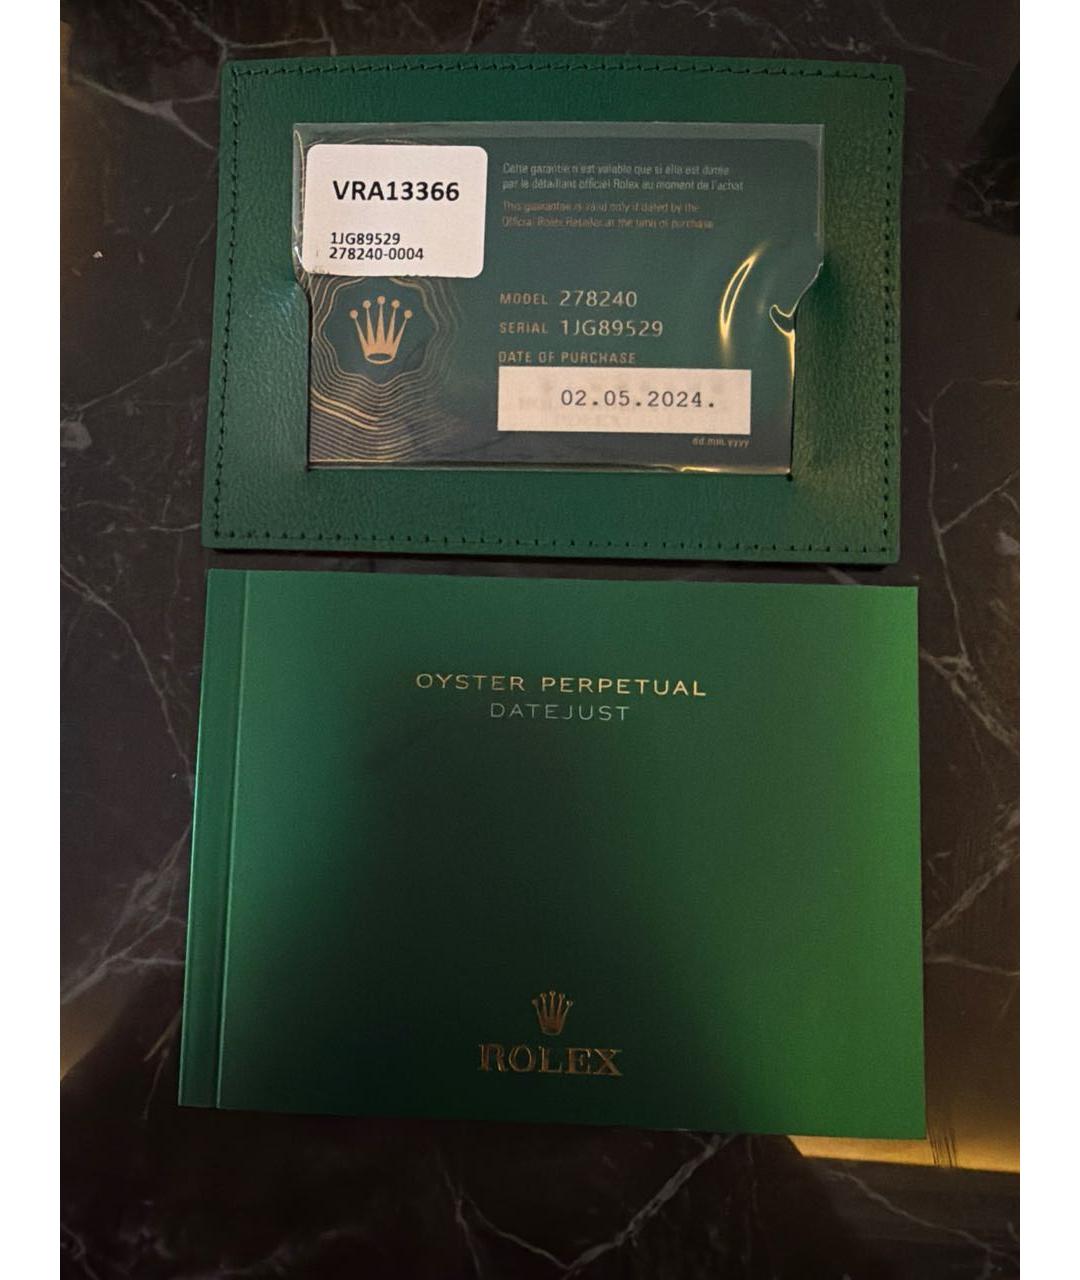 VRA13366
1JG89529
278240-0004
Cette garantie n'est valable que si elle est datée
par le détaillant officiel Rolex au moment de l'achat
This guarantee is valid only if dated by the
Official Rolex Retailer at the time of purchase
MODEL 278240
SERIAL 1JG89529
DATE OF PURCHASE
02.05.2024.
dd.mm.yyyy
OYSTER PERPETUAL
DATEJUST
ROLEX